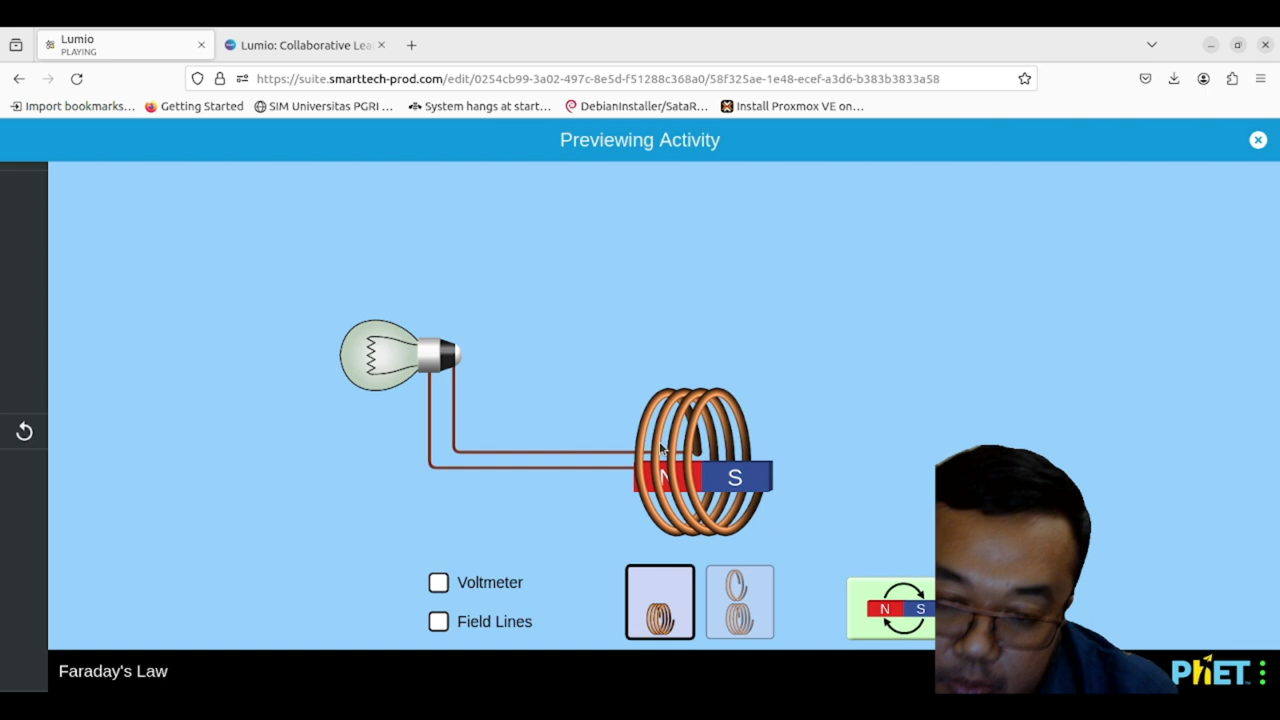 Lumio
PLAYING
Lumio: Collaborative Lea
https://suite.smarttech-prod.com/edit/0254cb99-3a02-497c-8e5d-f51288c368a0/58f325ae-1e48-ecef-a3d6-b383b3833a58
Import bookmarks...
Getting Started
SIM Universitas PGRI ...
System hangs at start...
DebianInstaller/SataR...
Install Proxmox VE on...
Previewing Activity
N S
Voltmeter
Field Lines
N S
Faraday's Law
PhET